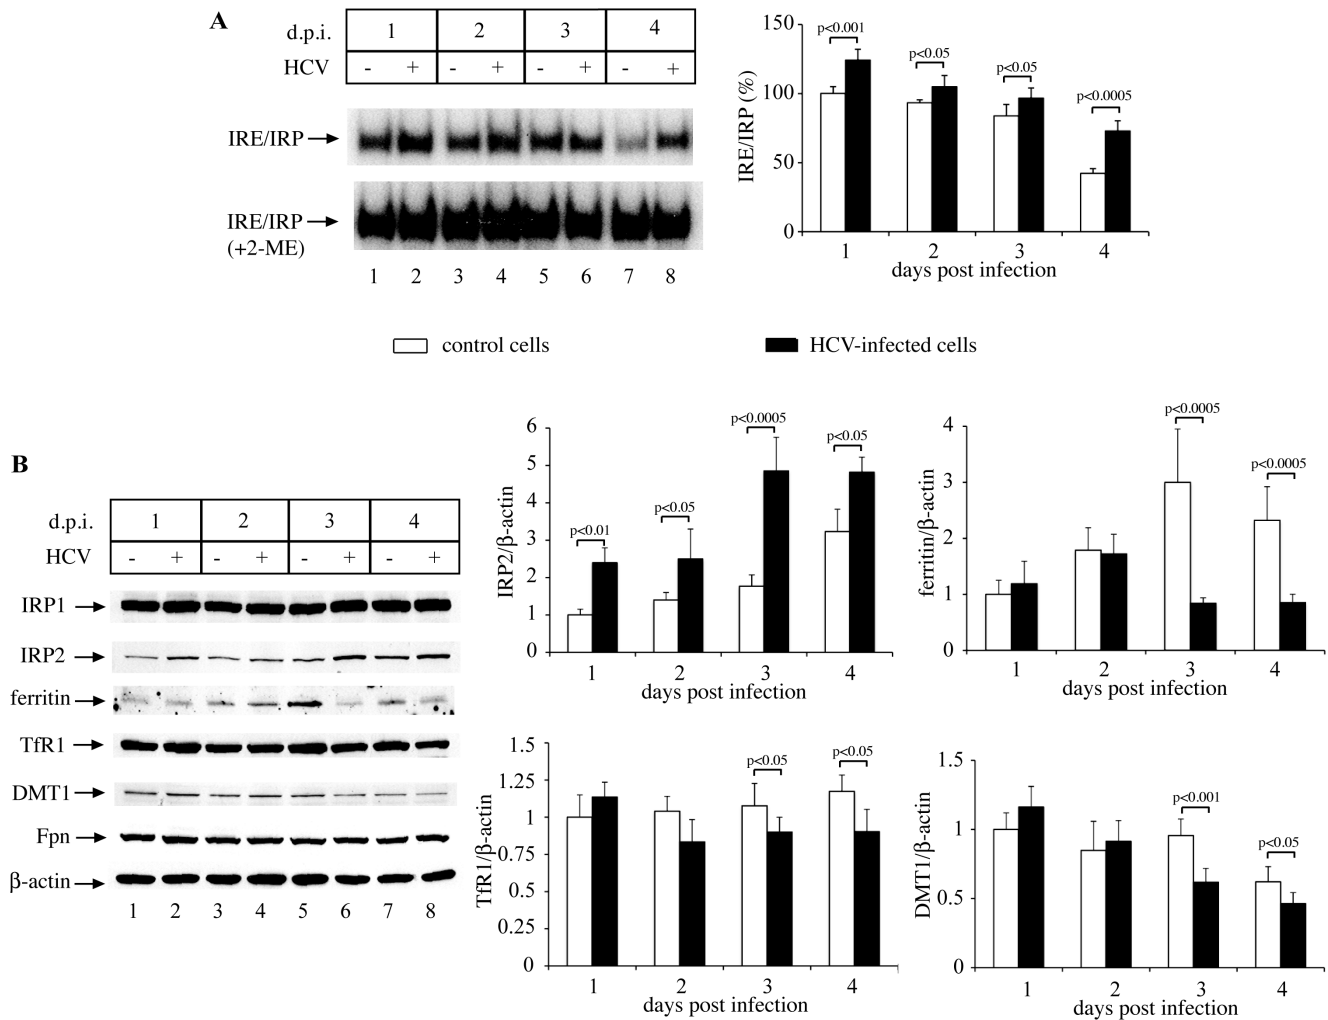 A
d.p.i. 1 2 3 4
HCV - + - + - + - +
IRE/IRP
IRE/IRP
(+2-ME)
1 2 3 4 5 6 7 8
IRE/IRP (%)
150
100
50
0
p<0.001
p<0.05
p<0.05
p<0.0005
1 2 3 4
days post infection
control cells
HCV-infected cells
B
d.p.i. 1 2 3 4
HCV - + - + - + - +
IRP1
IRP2
ferritin
TfR1
DMT1
Fpn
β-actin
1 2 3 4 5 6 7 8
IRP2/β-actin
6
5
4
3
2
1
0
p<0.01
p<0.05
p<0.0005
p<0.05
1 2 3 4
days post infection
ferritin/β-actin
4
3
2
1
0
p<0.0005
p<0.0005
1 2 3 4
days post infection
TfR1/β-actin
1.5
1.25
1
0.75
0.5
0.25
0
p<0.05
p<0.05
1 2 3 4
days post infection
DMT1/β-actin
1.5
1
0.5
0
p<0.001
p<0.05
1 2 3 4
days post infection